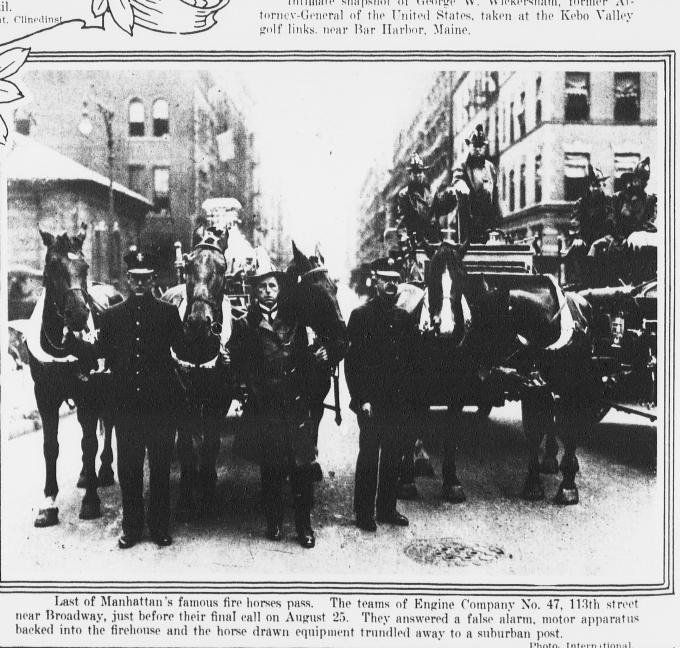 il.
t, Clinedinst
intimate snapshot of George W. Wickersham, former At-
torney-General of the United States, taken at the Kebo Valley
golf links, near Bar Harbor, Maine.
Last of Manhattan's famous fire horses pass. The teams of Engine Company No. 47, 113th street
near Broadway, just before their final call on August 25. They answered a false alarm, motor apparatus
backed into the firehouse and the horse drawn equipment trundled away to a suburban post.
Photo, International.